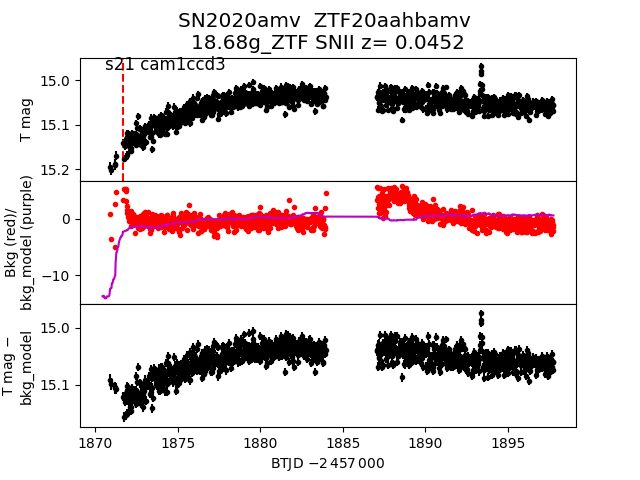 SN2020amv  ZTF20aahbamv
18.68g_ZTF SNII z= 0.0452
s21 cam1ccd3
15.0
15.1
15.2
T mag
0
−10
Bkg (red)/
bkg_model (purple)
15.0
15.1
T mag −
bkg_model
1870
1875
1880
1885
1890
1895
BTJD −2 457 000